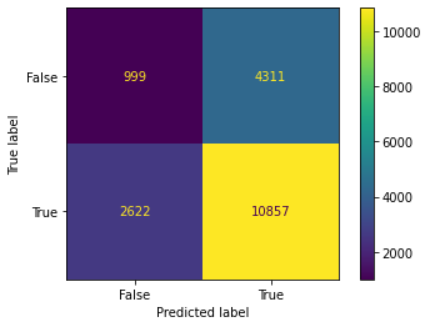 False
999
4311
True
2622
10857
False
True
Predicted label
True label
10000
8000
6000
4000
2000